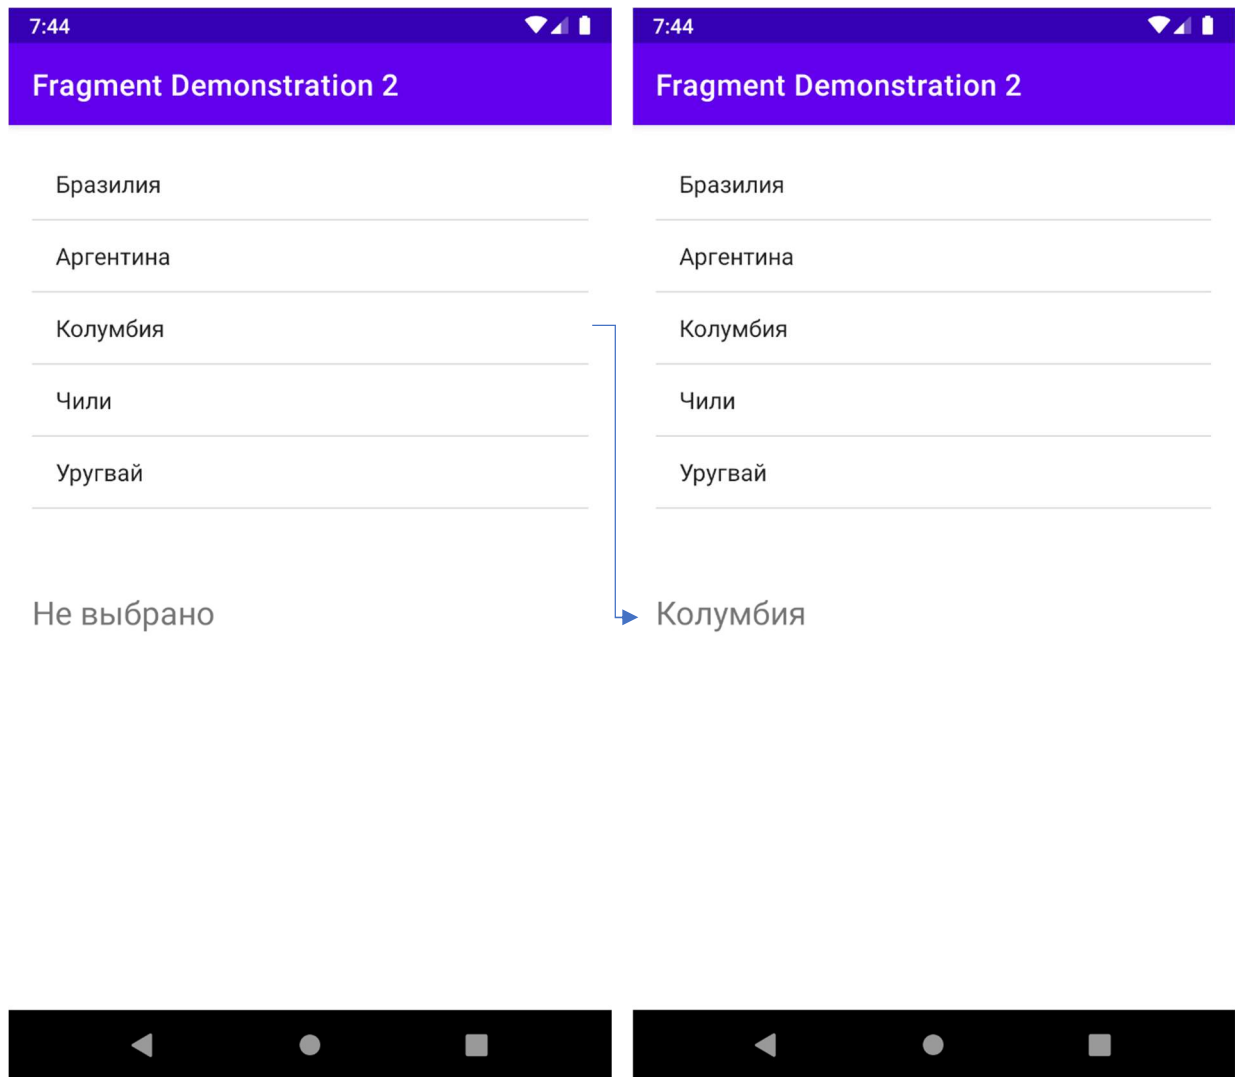 7:44
Fragment Demonstration 2
Бразилия
Аргентина
Колумбия
Чили
Уругвай
Не выбрано
7:44
Fragment Demonstration 2
Бразилия
Аргентина
Колумбия
Чили
Уругвай
Колумбия